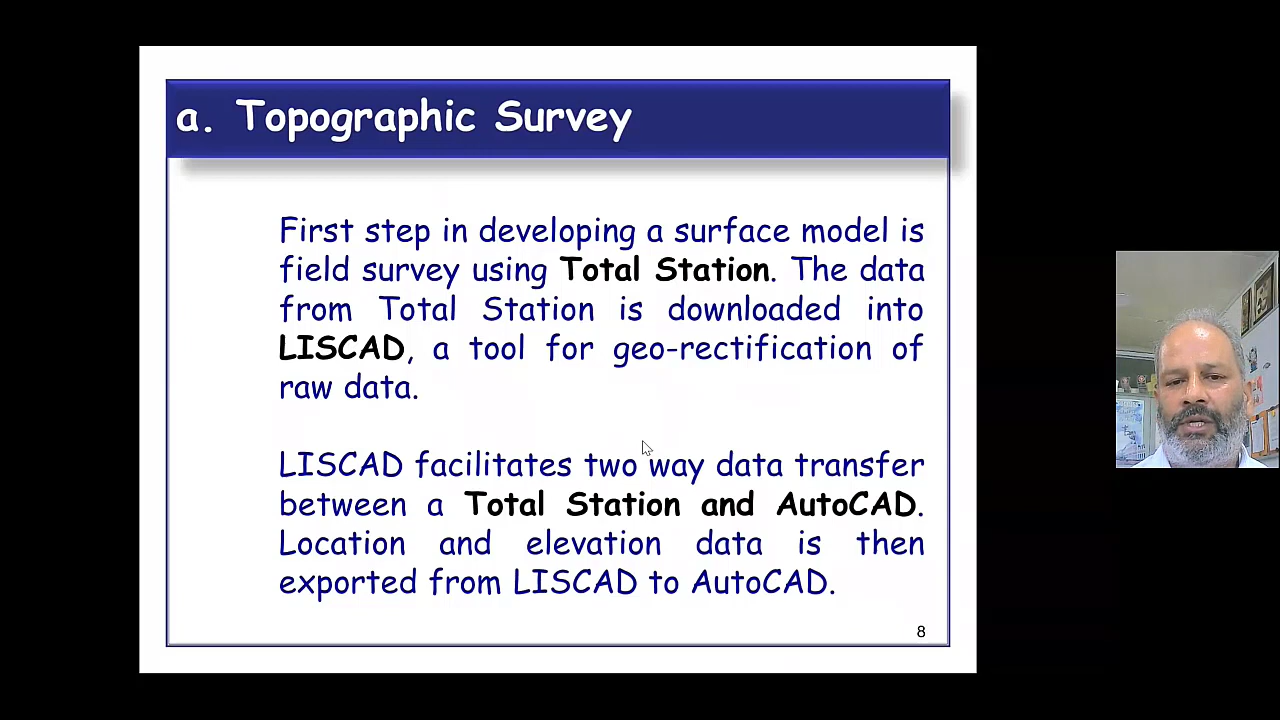 a. Topographic Survey
First step in developing a surface model is
field survey using Total Station. The data
from Total Station is downloaded into
LISCAD, a tool for geo-rectification of
raw data.
LISCAD facilitates two way data transfer
between a Total Station and AutoCAD.
Location and elevation data is then
exported from LISCAD to AutoCAD.
8